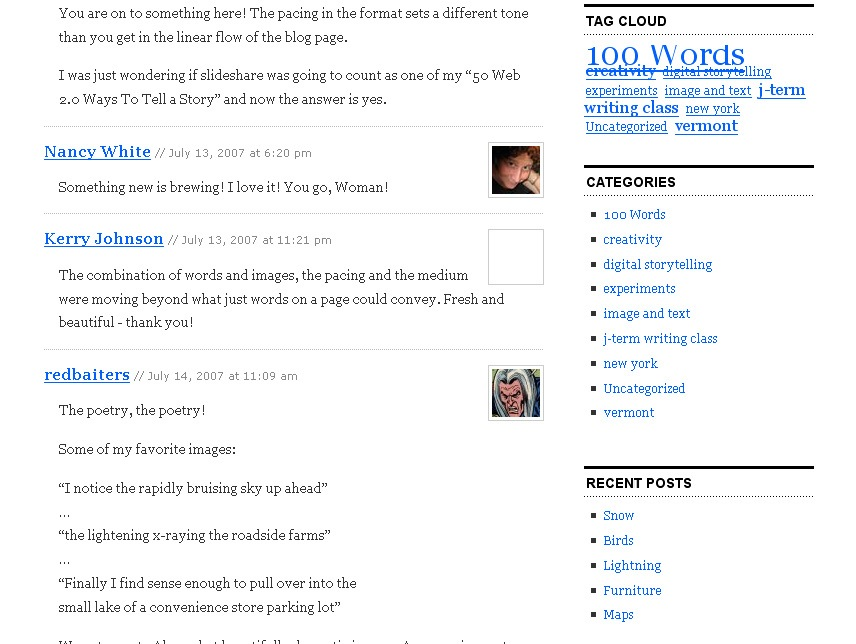 You are on to something here! The pacing in the format sets a different tone
than you get in the linear flow of the blog page.
I was just wondering if slideshare was going to count as one of my “50 Web
2.0 Ways To Tell a Story” and now the answer is yes.
Nancy White // July 13, 2007 at 6:20 pm
Something new is brewing! I love it! You go, Woman!
Kerry Johnson // July 13, 2007 at 11:21 pm
The combination of words and images, the pacing and the medium
were moving beyond what just words on a page could convey. Fresh and
beautiful - thank you!
redbaiters // July 14, 2007 at 11:09 am
The poetry, the poetry!
Some of my favorite images:
“I notice the rapidly bruising sky up ahead”
...
“the lightening x-raying the roadside farms”
...
“Finally I find sense enough to pull over into the
small lake of a convenience store parking lot”
TAG CLOUD
100 Words
creativity digital storytelling
experiments image and text j-term
writing class new york
Uncategorized vermont
CATEGORIES
100 Words
creativity
digital storytelling
experiments
image and text
j-term writing class
new york
Uncategorized
vermont
RECENT POSTS
Snow
Birds
Lightning
Furniture
Maps